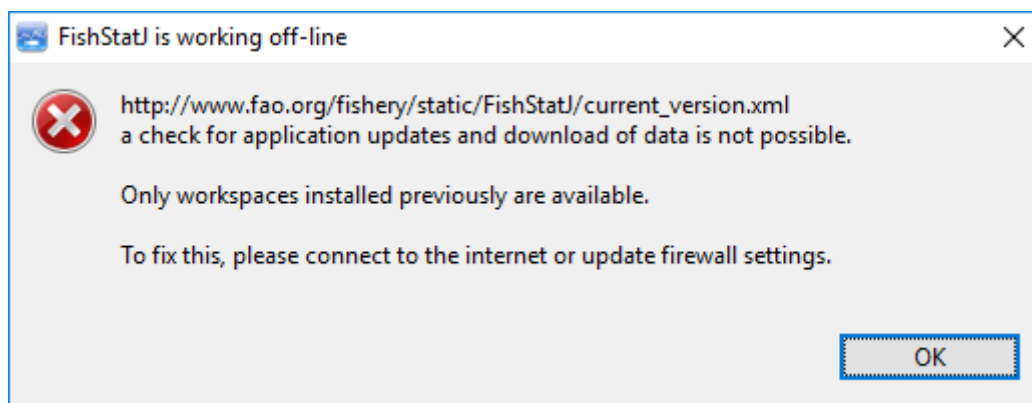 FishStatJ is working off-line
http://www.fao.org/fishery/static/FishStatJ/current_version.xml
a check for application updates and download of data is not possible.
Only workspaces installed previously are available.
To fix this, please connect to the internet or update firewall settings.
OK